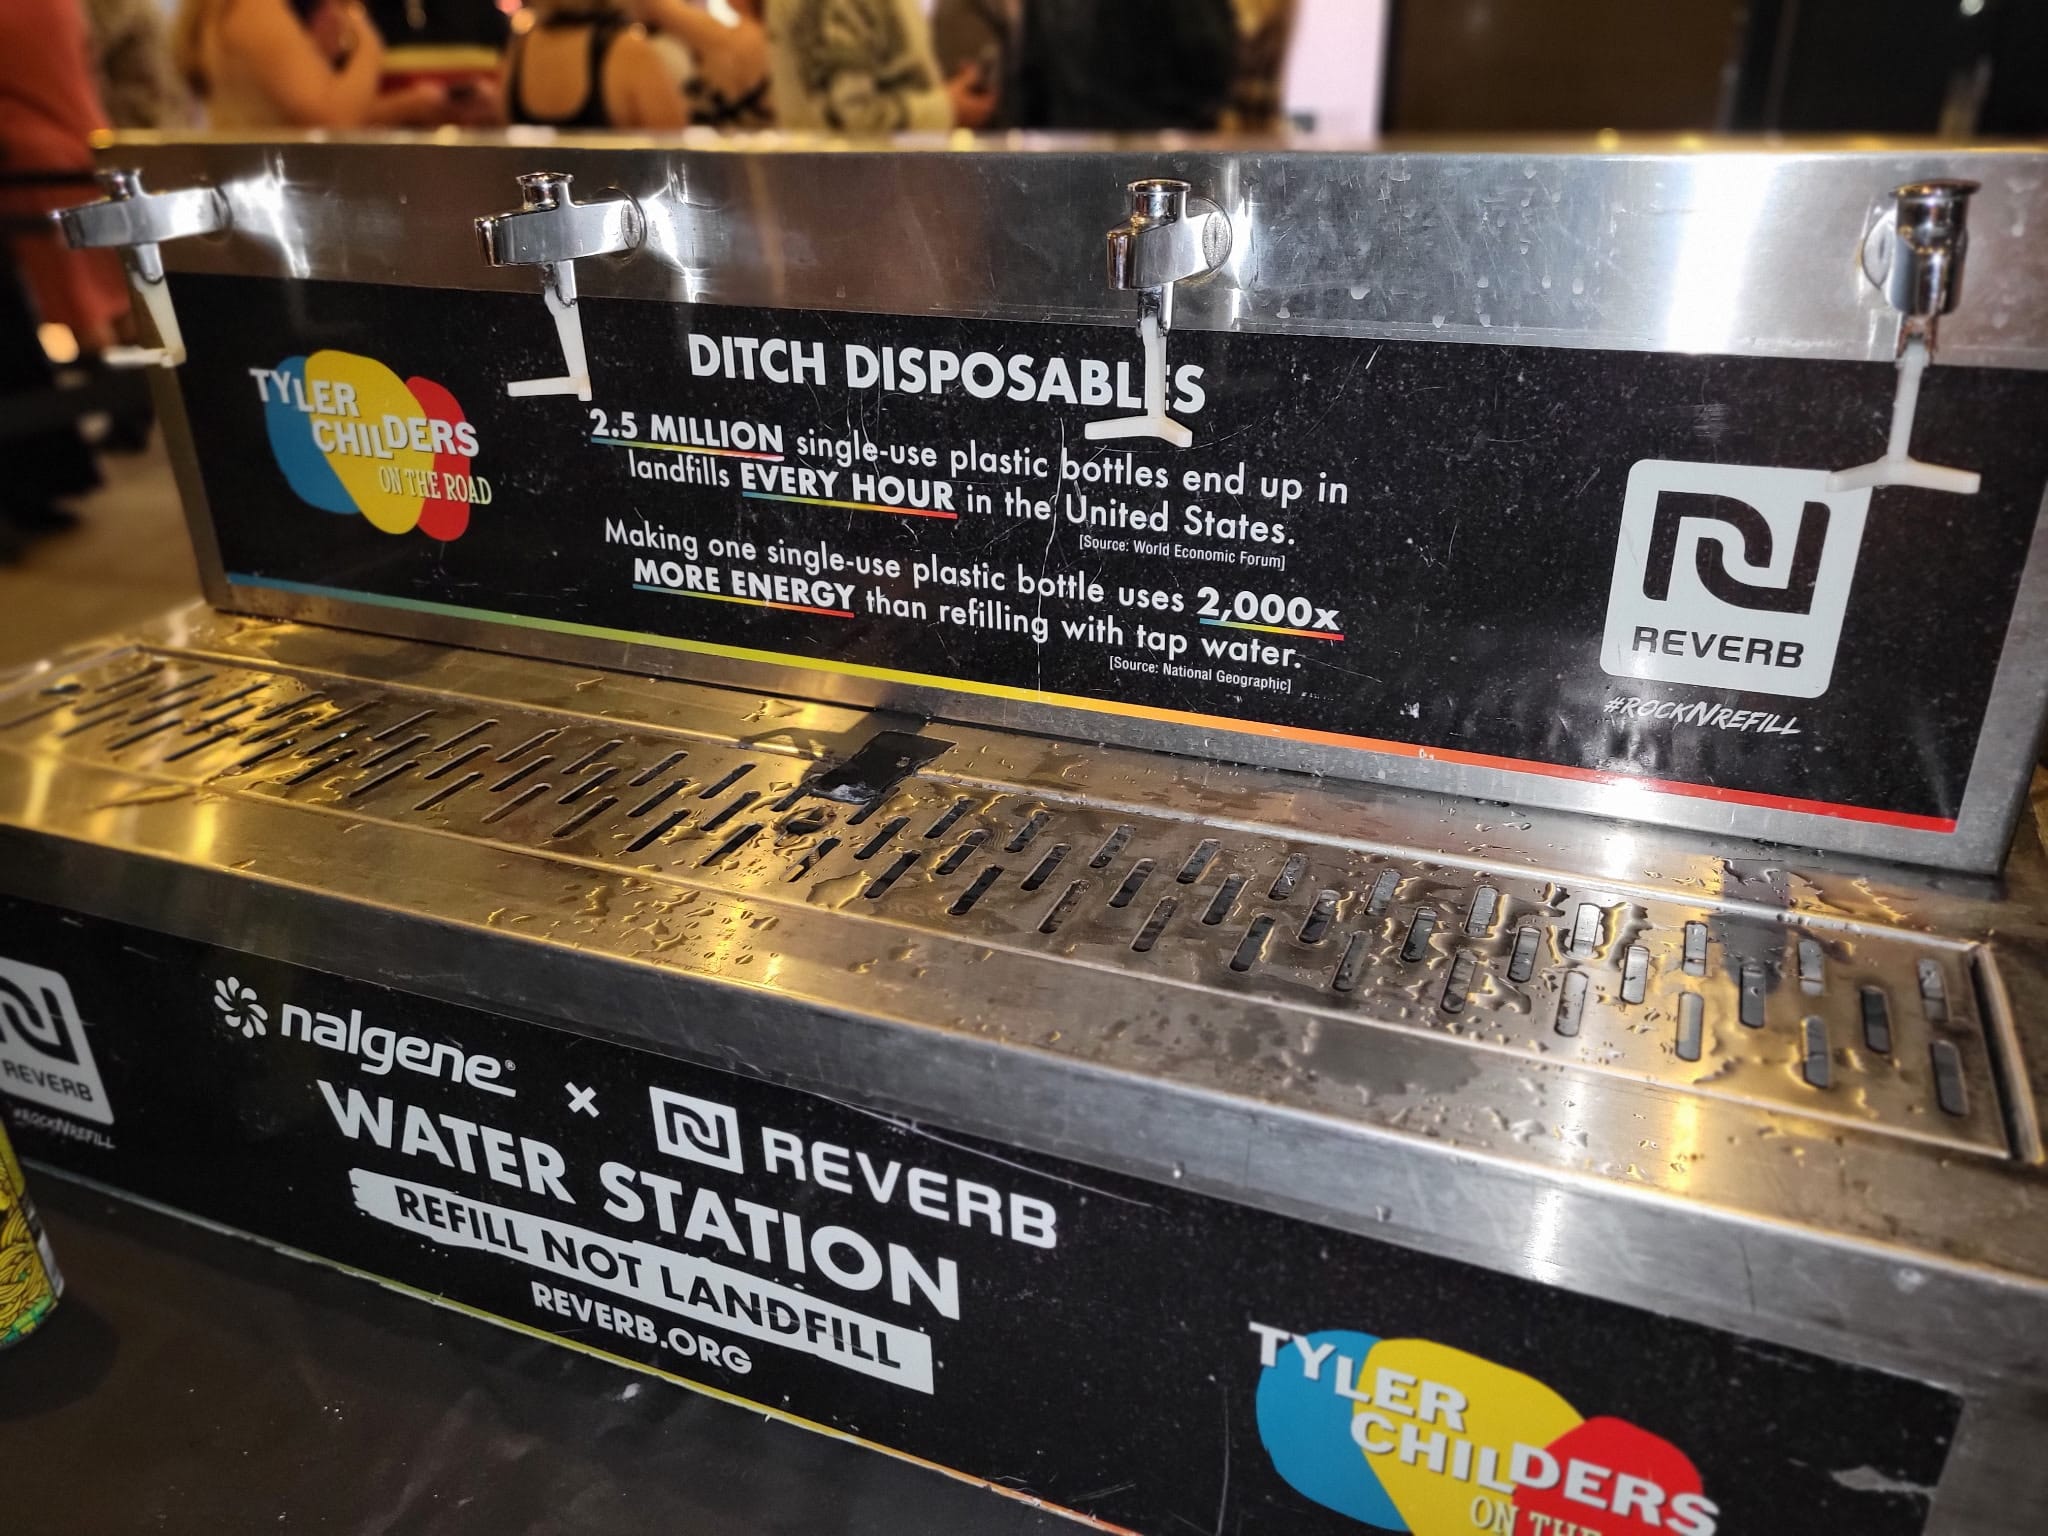 TYLER
CHILDERS
ON THE ROAD
DITCH DISPOSABLES
2.5 MILLION single-use plastic bottles end up in
landfills EVERY HOUR in the United States.
[Source: World Economic Forum]
Making one single-use plastic bottle uses 2,000x
MORE ENERGY than refilling with tap water.
[Source: National Geographic]
REVERB
#ROCKNREFILL
REVERB
#ROCKNREFILL
nalgene® × REVERB
WATER STATION
REFILL NOT LANDFILL
REVERB.ORG
TYLER
CHILDERS
ON THE